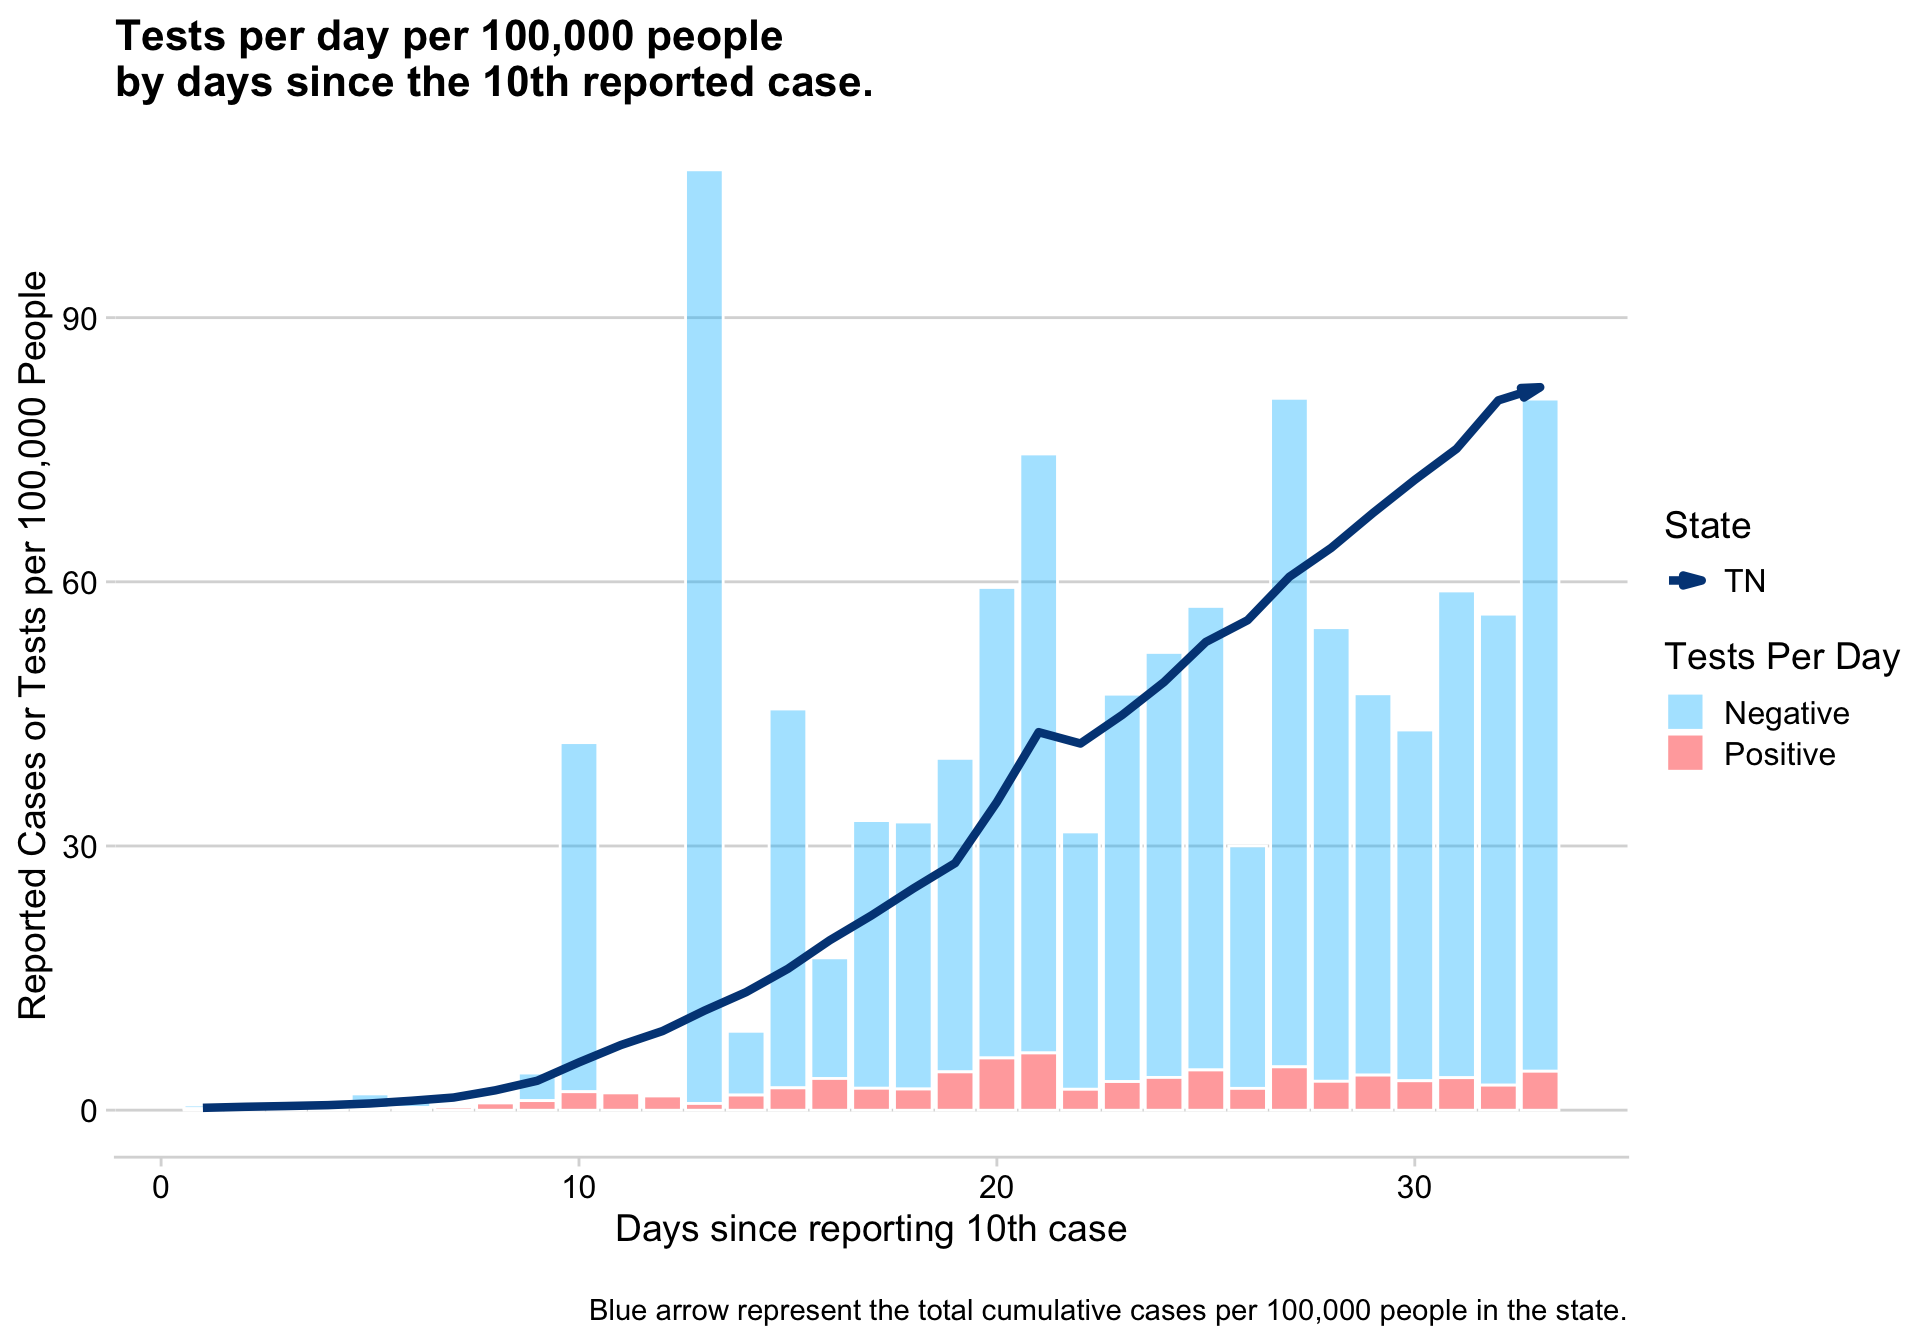 Tests per day per 100,000 people
by days since the 10th reported case.
Reported Cases or Tests per 100,000 People
90
60
30
0
0
10
20
30
Days since reporting 10th case
State
TN
Tests Per Day
Negative
Positive
Blue arrow represent the total cumulative cases per 100,000 people in the state.